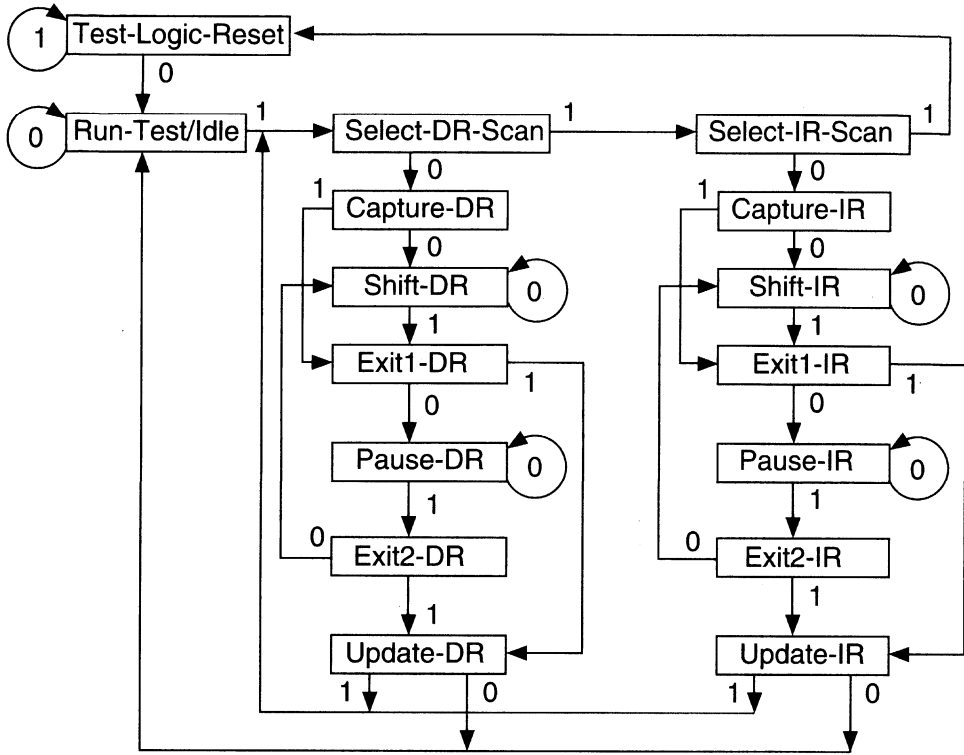 1
Test-Logic-Reset
0
0
Run-Test/Idle
1
Select-DR-Scan
1
Select-IR-Scan
1
0
0
1
Capture-DR
1
Capture-IR
0
0
Shift-DR
0
Shift-IR
0
1
1
Exit1-DR
1
Exit1-IR
1
0
0
Pause-DR
0
Pause-IR
0
1
1
0
Exit2-DR
0
Exit2-IR
1
1
Update-DR
Update-IR
1
0
1
0